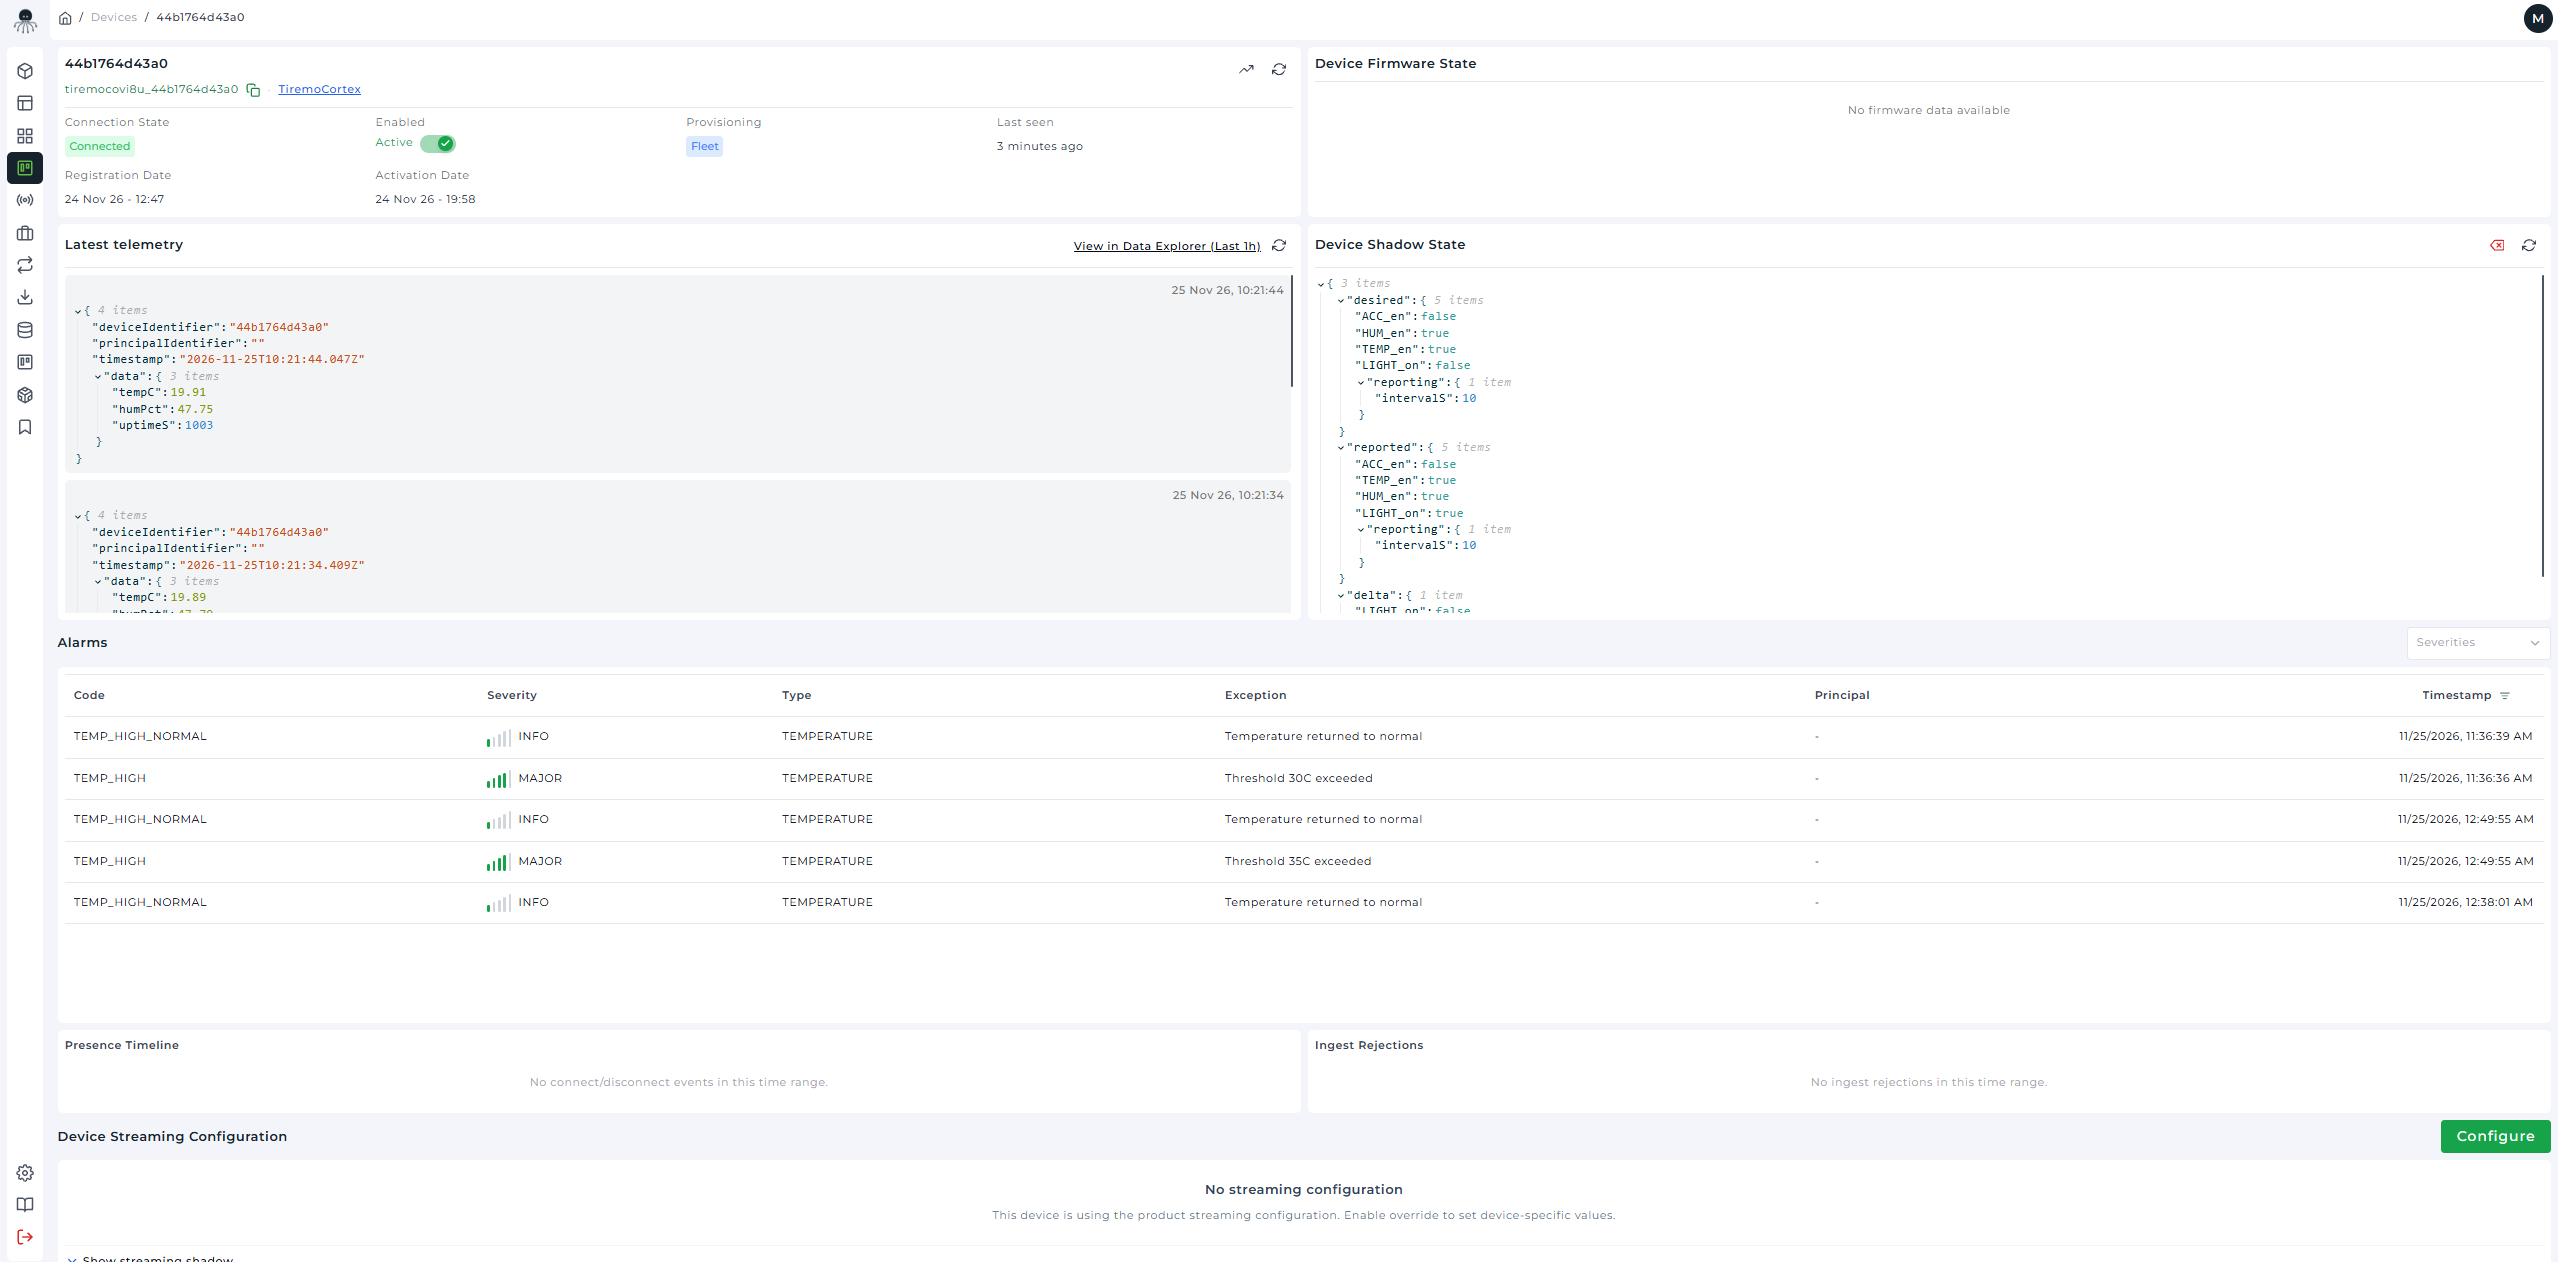 / Devices / 44b1764d43a0
M
44b1764d43a0
tiremocovi8u_44b1764d43a0 · TiremoCortex
Connection State
Enabled
Provisioning
Last seen
Connected
Active
Fleet
3 minutes ago
Registration Date
Activation Date
24 Nov 26 - 12:47
24 Nov 26 - 19:58
Device Firmware State
No firmware data available
Latest telemetry
View in Data Explorer (Last 1h)
25 Nov 26, 10:21:44
{ 4 items
"deviceIdentifier":"44b1764d43a0"
"principalIdentifier":""
"timestamp":"2026-11-25T10:21:44.047Z"
"data":{ 3 items
"tempC":19.91
"humPct":47.75
"uptimeS":1003
}
}
25 Nov 26, 10:21:34
{ 4 items
"deviceIdentifier":"44b1764d43a0"
"principalIdentifier":""
"timestamp":"2026-11-25T10:21:34.409Z"
"data":{ 3 items
"tempC":19.89
Device Shadow State
{ 3 items
"desired":{ 5 items
"ACC_en":false
"HUM_en":true
"TEMP_en":true
"LIGHT_on":false
"reporting":{ 1 item
"intervalS":10
}
}
"reported":{ 5 items
"ACC_en":false
"TEMP_en":true
"HUM_en":true
"LIGHT_on":true
"reporting":{ 1 item
"intervalS":10
}
}
"delta":{ 1 item
"LIGHT_on":false
Alarms
Severities
Code Severity Type Exception Principal Timestamp
TEMP_HIGH_NORMAL INFO TEMPERATURE Temperature returned to normal - 11/25/2026, 11:36:39 AM
TEMP_HIGH MAJOR TEMPERATURE Threshold 30C exceeded - 11/25/2026, 11:36:36 AM
TEMP_HIGH_NORMAL INFO TEMPERATURE Temperature returned to normal - 11/25/2026, 12:49:55 AM
TEMP_HIGH MAJOR TEMPERATURE Threshold 35C exceeded - 11/25/2026, 12:49:55 AM
TEMP_HIGH_NORMAL INFO TEMPERATURE Temperature returned to normal - 11/25/2026, 12:38:01 AM
Presence Timeline
No connect/disconnect events in this time range.
Ingest Rejections
No ingest rejections in this time range.
Device Streaming Configuration
Configure
No streaming configuration
This device is using the product streaming configuration. Enable override to set device-specific values.
Show streaming shadow